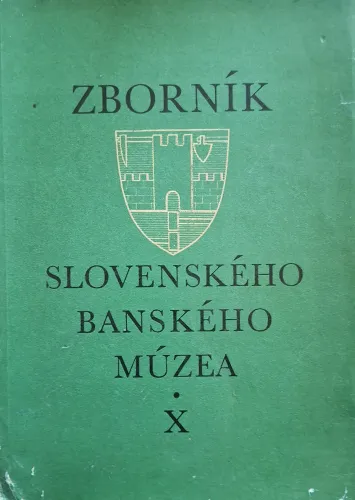 ZBORNÍK
SLOVENSKÉHO
BANSKÉHO
MÚZEA
·
X